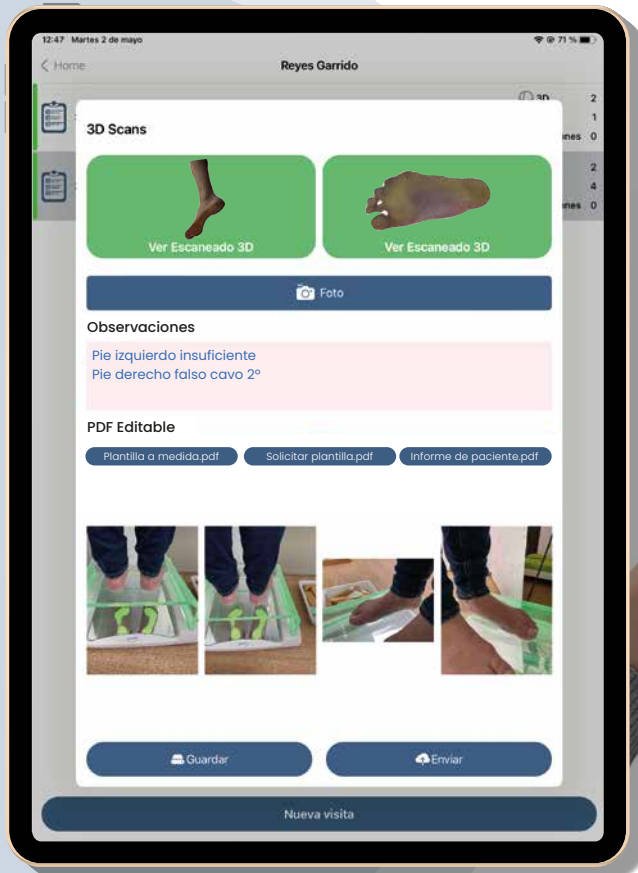 12:47 Martes 2 de mayo
71 %
Home
Reyes Garrido
3D 2
1
ones 0
2
4
ones 0
3D Scans
Ver Escaneado 3D
Ver Escaneado 3D
Foto
Observaciones
Pie izquierdo insuficiente
Pie derecho falso cavo 2º
PDF Editable
Plantilla a medida.pdf
Solicitar plantilla.pdf
Informe de paciente.pdf
Guardar
Enviar
Nueva visita